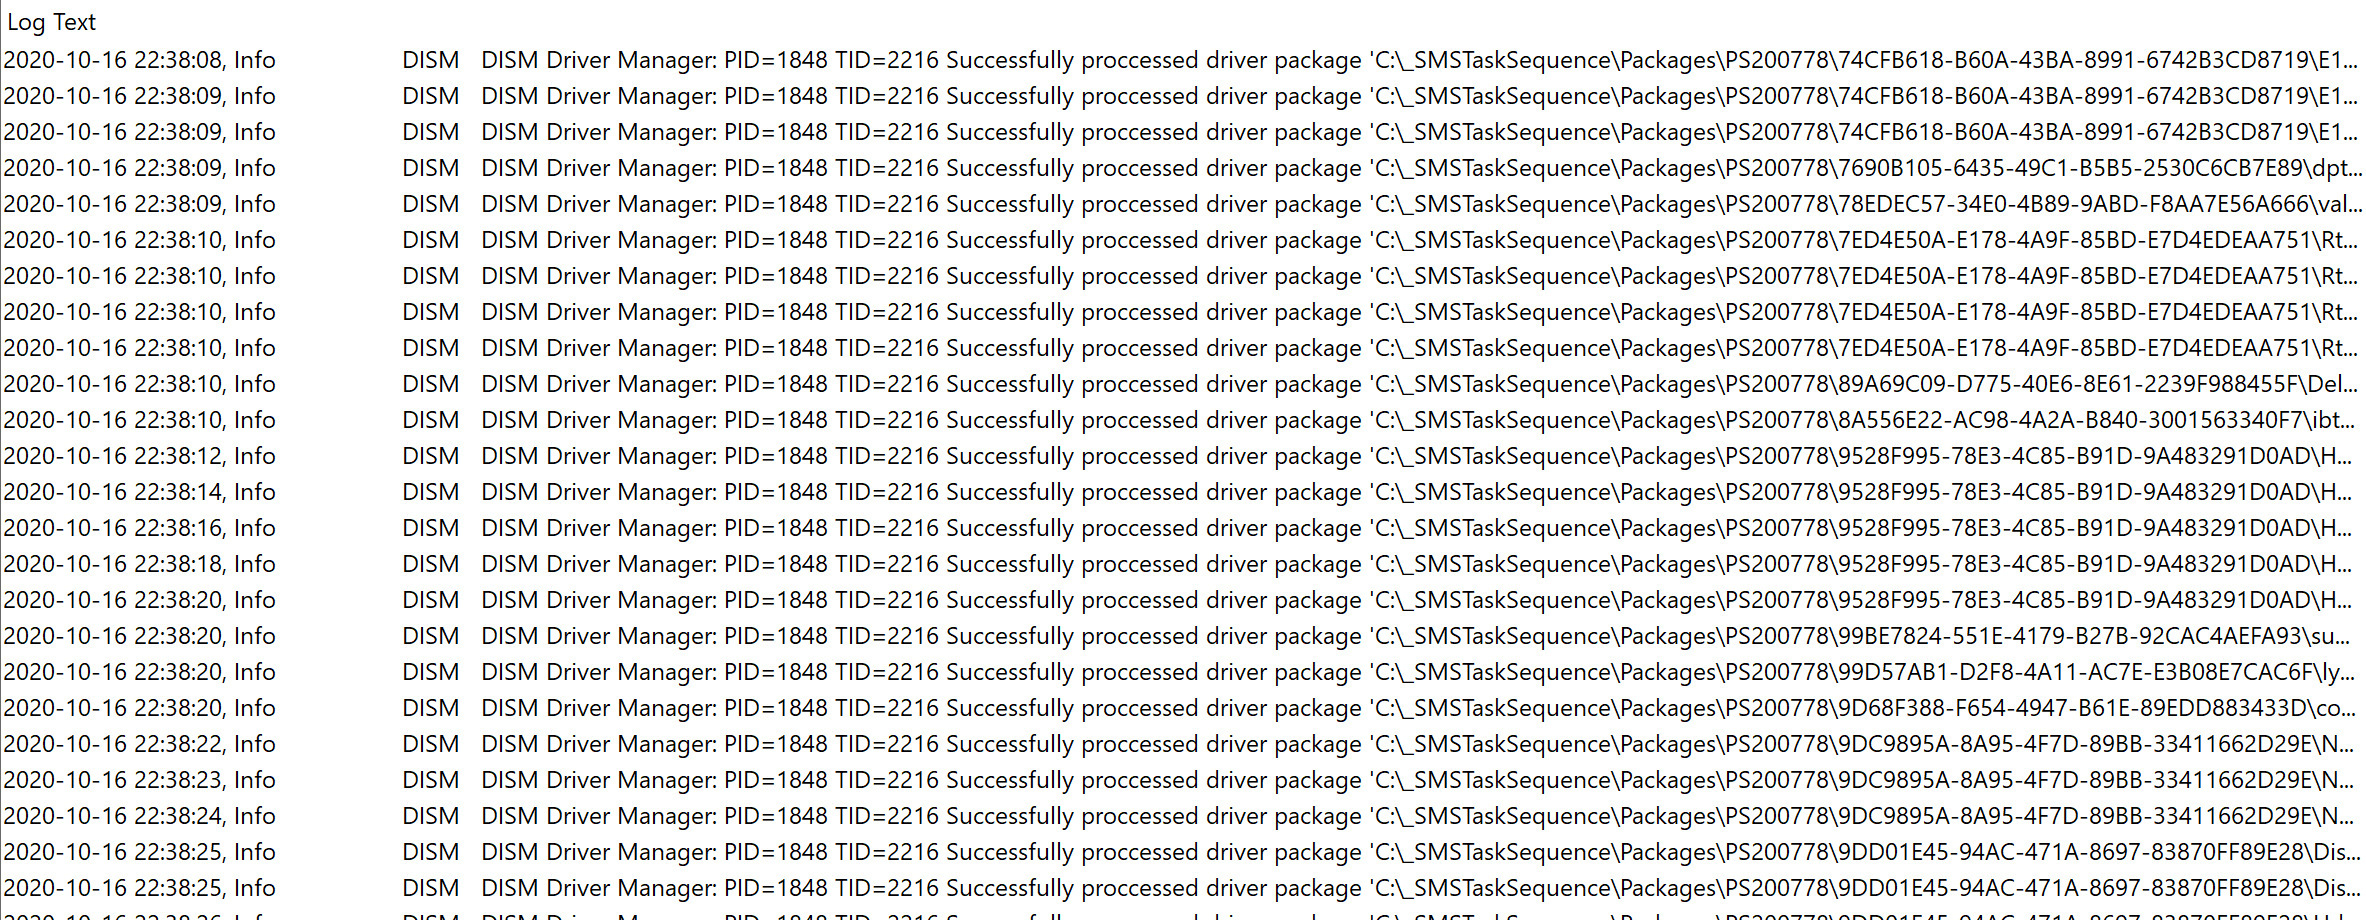 Log Text
2020-10-16 22:38:08, Info DISM DISM Driver Manager: PID=1848 TID=2216 Successfully proccessed driver package 'C:\_SMSTaskSequence\Packages\PS200778\74CFB618-B60A-43BA-8991-6742B3CD8719\E1...
2020-10-16 22:38:09, Info DISM DISM Driver Manager: PID=1848 TID=2216 Successfully proccessed driver package 'C:\_SMSTaskSequence\Packages\PS200778\74CFB618-B60A-43BA-8991-6742B3CD8719\E1...
2020-10-16 22:38:09, Info DISM DISM Driver Manager: PID=1848 TID=2216 Successfully proccessed driver package 'C:\_SMSTaskSequence\Packages\PS200778\74CFB618-B60A-43BA-8991-6742B3CD8719\E1...
2020-10-16 22:38:09, Info DISM DISM Driver Manager: PID=1848 TID=2216 Successfully proccessed driver package 'C:\_SMSTaskSequence\Packages\PS200778\7690B105-6435-49C1-B5B5-2530C6CB7E89\dpt...
2020-10-16 22:38:09, Info DISM DISM Driver Manager: PID=1848 TID=2216 Successfully proccessed driver package 'C:\_SMSTaskSequence\Packages\PS200778\78EDEC57-34E0-4B89-9ABD-F8AA7E56A666\val...
2020-10-16 22:38:10, Info DISM DISM Driver Manager: PID=1848 TID=2216 Successfully proccessed driver package 'C:\_SMSTaskSequence\Packages\PS200778\7ED4E50A-E178-4A9F-85BD-E7D4EDEAA751\Rt...
2020-10-16 22:38:10, Info DISM DISM Driver Manager: PID=1848 TID=2216 Successfully proccessed driver package 'C:\_SMSTaskSequence\Packages\PS200778\7ED4E50A-E178-4A9F-85BD-E7D4EDEAA751\Rt...
2020-10-16 22:38:10, Info DISM DISM Driver Manager: PID=1848 TID=2216 Successfully proccessed driver package 'C:\_SMSTaskSequence\Packages\PS200778\7ED4E50A-E178-4A9F-85BD-E7D4EDEAA751\Rt...
2020-10-16 22:38:10, Info DISM DISM Driver Manager: PID=1848 TID=2216 Successfully proccessed driver package 'C:\_SMSTaskSequence\Packages\PS200778\7ED4E50A-E178-4A9F-85BD-E7D4EDEAA751\Rt...
2020-10-16 22:38:10, Info DISM DISM Driver Manager: PID=1848 TID=2216 Successfully proccessed driver package 'C:\_SMSTaskSequence\Packages\PS200778\89A69C09-D775-40E6-8E61-2239F988455F\Del...
2020-10-16 22:38:10, Info DISM DISM Driver Manager: PID=1848 TID=2216 Successfully proccessed driver package 'C:\_SMSTaskSequence\Packages\PS200778\8A556E22-AC98-4A2A-B840-3001563340F7\ibt...
2020-10-16 22:38:12, Info DISM DISM Driver Manager: PID=1848 TID=2216 Successfully proccessed driver package 'C:\_SMSTaskSequence\Packages\PS200778\9528F995-78E3-4C85-B91D-9A483291D0AD\H...
2020-10-16 22:38:14, Info DISM DISM Driver Manager: PID=1848 TID=2216 Successfully proccessed driver package 'C:\_SMSTaskSequence\Packages\PS200778\9528F995-78E3-4C85-B91D-9A483291D0AD\H...
2020-10-16 22:38:16, Info DISM DISM Driver Manager: PID=1848 TID=2216 Successfully proccessed driver package 'C:\_SMSTaskSequence\Packages\PS200778\9528F995-78E3-4C85-B91D-9A483291D0AD\H...
2020-10-16 22:38:18, Info DISM DISM Driver Manager: PID=1848 TID=2216 Successfully proccessed driver package 'C:\_SMSTaskSequence\Packages\PS200778\9528F995-78E3-4C85-B91D-9A483291D0AD\H...
2020-10-16 22:38:20, Info DISM DISM Driver Manager: PID=1848 TID=2216 Successfully proccessed driver package 'C:\_SMSTaskSequence\Packages\PS200778\9528F995-78E3-4C85-B91D-9A483291D0AD\H...
2020-10-16 22:38:20, Info DISM DISM Driver Manager: PID=1848 TID=2216 Successfully proccessed driver package 'C:\_SMSTaskSequence\Packages\PS200778\99BE7824-551E-4179-B27B-92CAC4AEFA93\su...
2020-10-16 22:38:20, Info DISM DISM Driver Manager: PID=1848 TID=2216 Successfully proccessed driver package 'C:\_SMSTaskSequence\Packages\PS200778\99D57AB1-D2F8-4A11-AC7E-E3B08E7CAC6F\ly...
2020-10-16 22:38:20, Info DISM DISM Driver Manager: PID=1848 TID=2216 Successfully proccessed driver package 'C:\_SMSTaskSequence\Packages\PS200778\9D68F388-F654-4947-B61E-89EDD883433D\co...
2020-10-16 22:38:22, Info DISM DISM Driver Manager: PID=1848 TID=2216 Successfully proccessed driver package 'C:\_SMSTaskSequence\Packages\PS200778\9DC9895A-8A95-4F7D-89BB-33411662D29E\N...
2020-10-16 22:38:23, Info DISM DISM Driver Manager: PID=1848 TID=2216 Successfully proccessed driver package 'C:\_SMSTaskSequence\Packages\PS200778\9DC9895A-8A95-4F7D-89BB-33411662D29E\N...
2020-10-16 22:38:24, Info DISM DISM Driver Manager: PID=1848 TID=2216 Successfully proccessed driver package 'C:\_SMSTaskSequence\Packages\PS200778\9DC9895A-8A95-4F7D-89BB-33411662D29E\N...
2020-10-16 22:38:25, Info DISM DISM Driver Manager: PID=1848 TID=2216 Successfully proccessed driver package 'C:\_SMSTaskSequence\Packages\PS200778\9DD01E45-94AC-471A-8697-83870FF89E28\Dis...
2020-10-16 22:38:25, Info DISM DISM Driver Manager: PID=1848 TID=2216 Successfully proccessed driver package 'C:\_SMSTaskSequence\Packages\PS200778\9DD01E45-94AC-471A-8697-83870FF89E28\Dis...